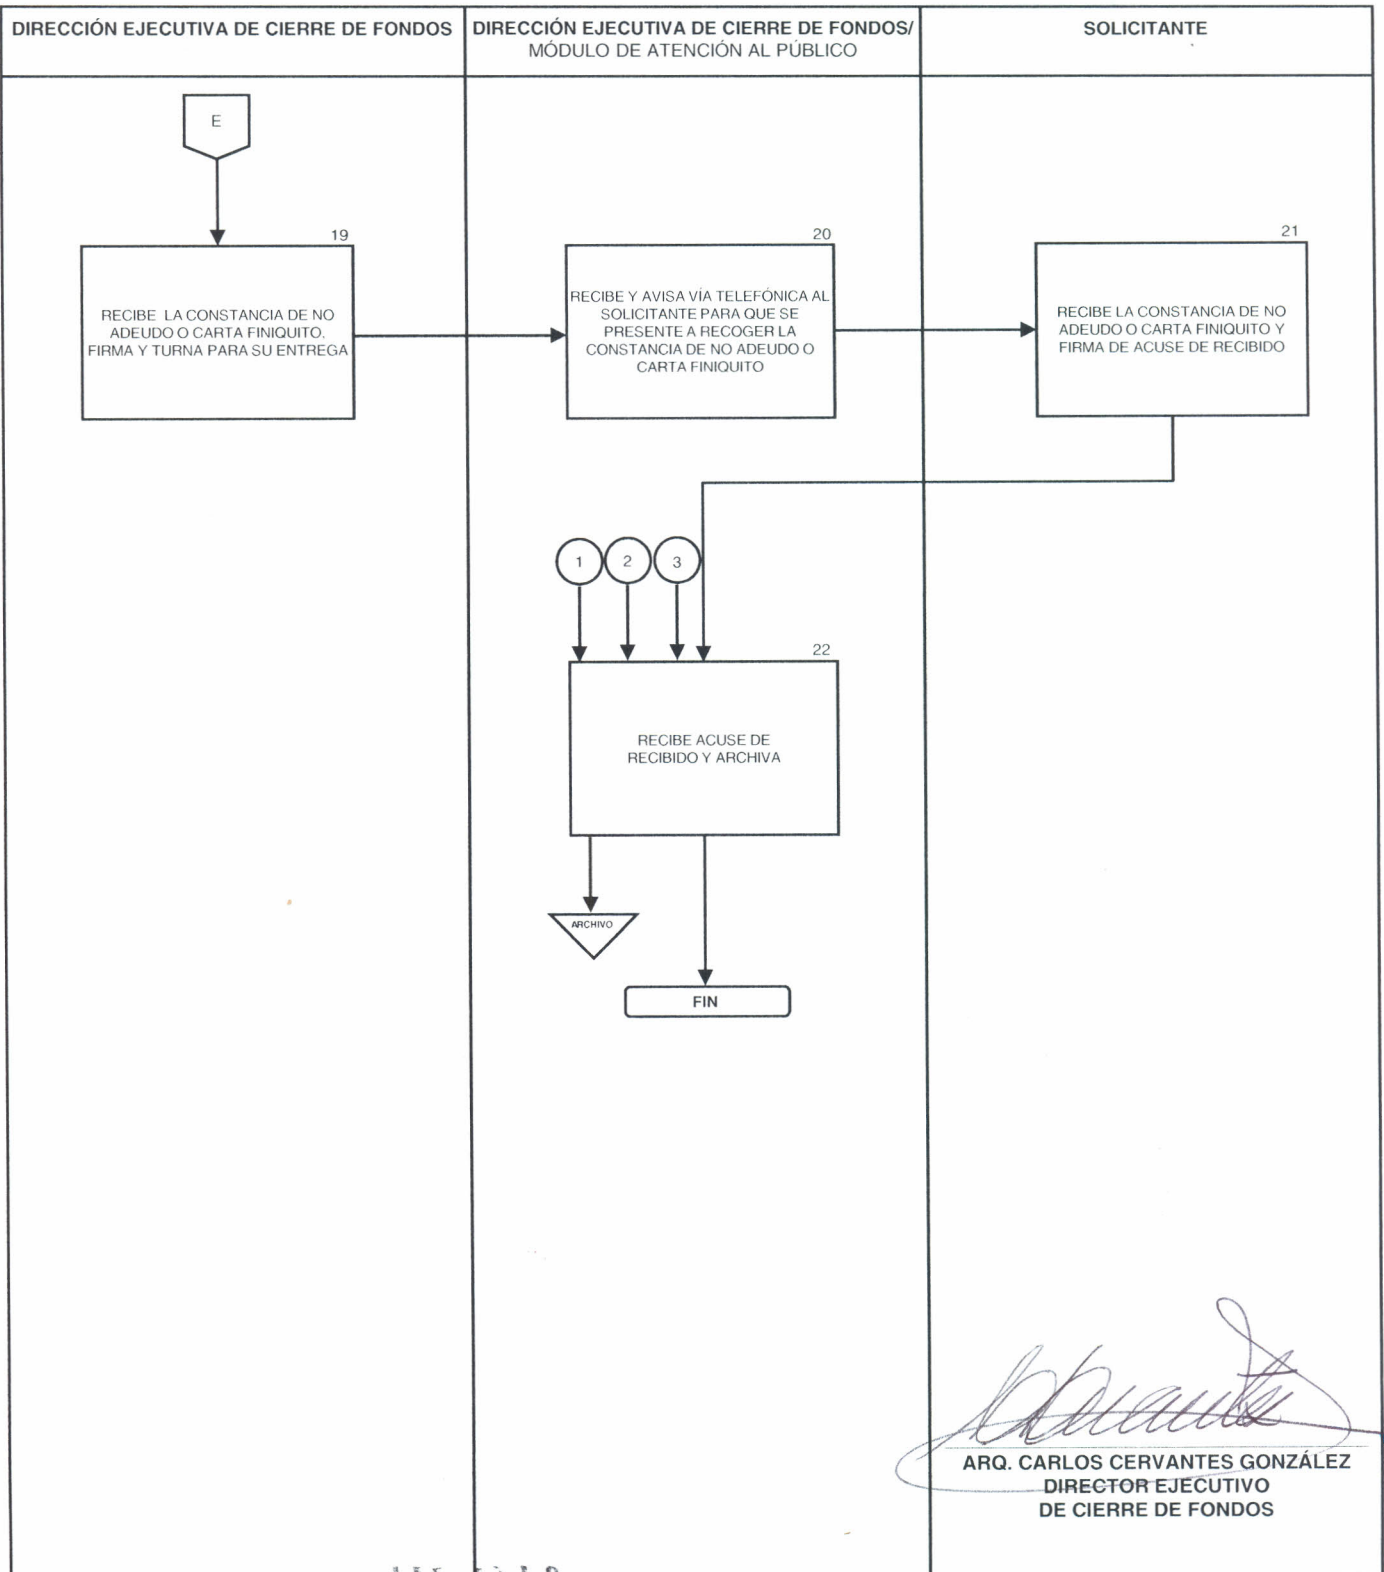 DIRECCIÓN EJECUTIVA DE CIERRE DE FONDOS
DIRECCIÓN EJECUTIVA DE CIERRE DE FONDOS/
MÓDULO DE ATENCIÓN AL PÚBLICO
SOLICITANTE
E
19
RECIBE LA CONSTANCIA DE NO
ADEUDO O CARTA FINIQUITO,
FIRMA Y TURNA PARA SU ENTREGA
20
RECIBE Y AVISA VÍA TELEFÓNICA AL
SOLICITANTE PARA QUE SE
PRESENTE A RECOGER LA
CONSTANCIA DE NO ADEUDO O
CARTA FINIQUITO
21
RECIBE LA CONSTANCIA DE NO
ADEUDO O CARTA FINIQUITO Y
FIRMA DE ACUSE DE RECIBIDO
1
2
3
22
RECIBE ACUSE DE
RECIBIDO Y ARCHIVA
ARCHIVO
FIN
ARQ. CARLOS CERVANTES GONZÁLEZ
DIRECTOR EJECUTIVO
DE CIERRE DE FONDOS